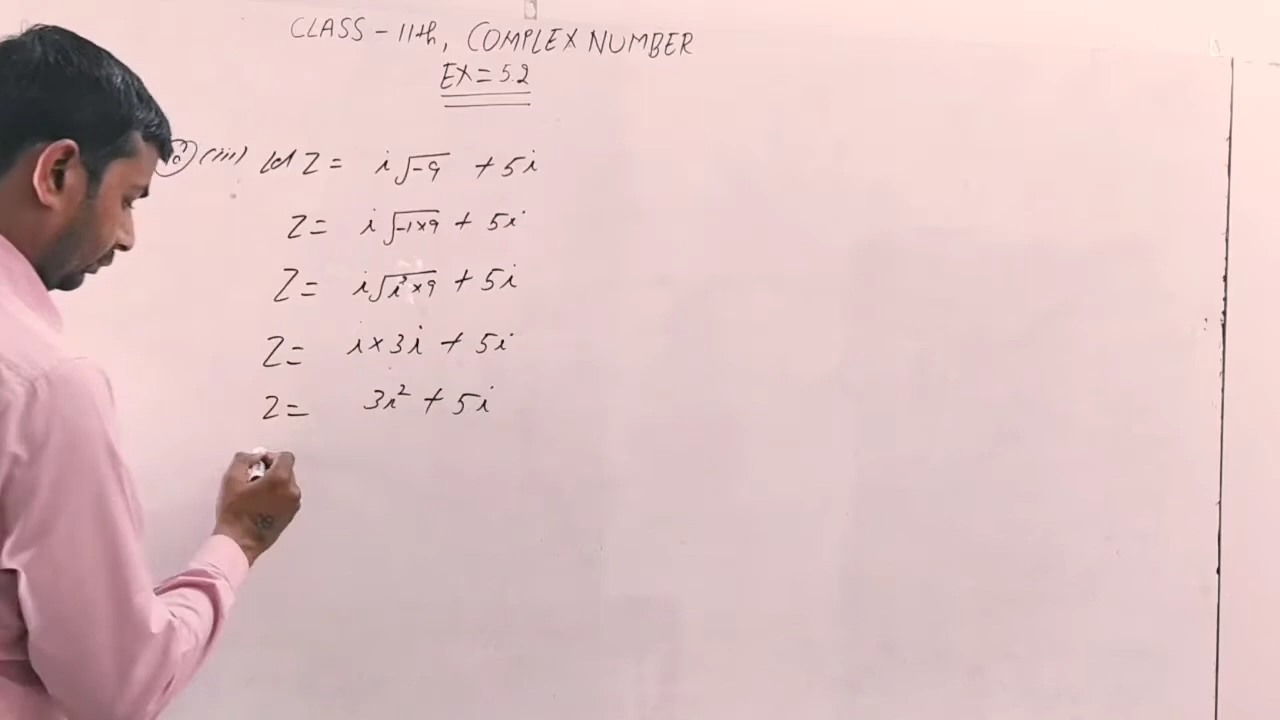 CLASS - 11th, COMPLEX NUMBER
EX = 5.2
(iii) let Z = i√-9 + 5i
Z = i√-1×9 + 5i
Z = i√i²×9 + 5i
Z = i×3i + 5i
Z = 3i² + 5i